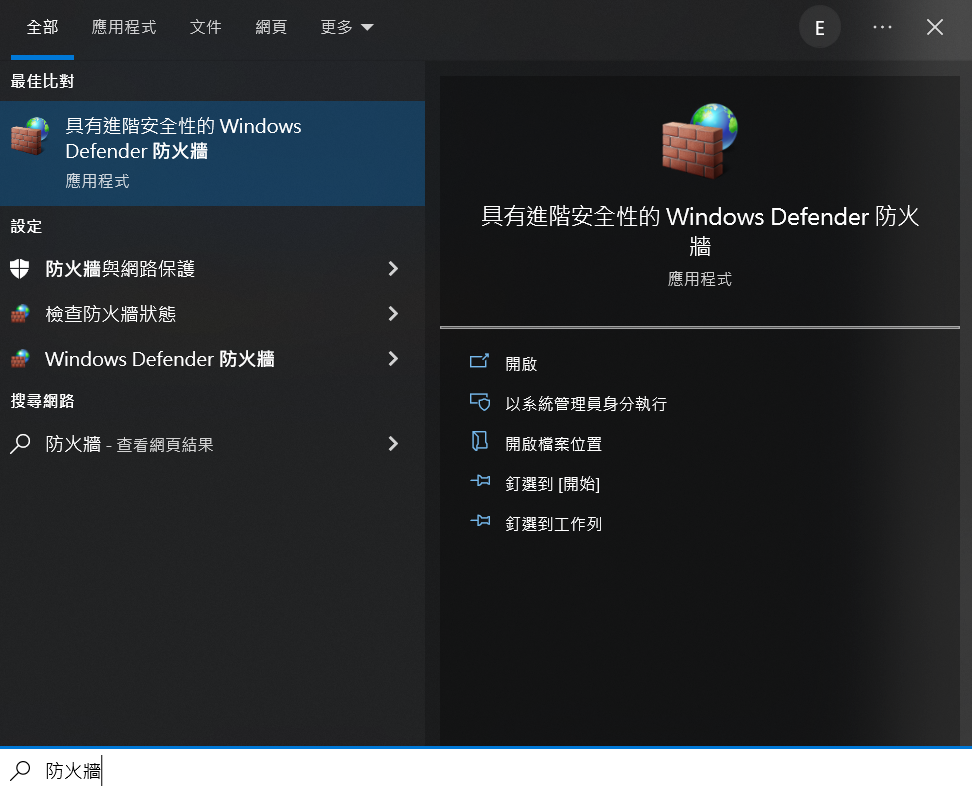 全部
應用程式
文件
網頁
更多
E
最佳比對
具有進階安全性的 Windows
Defender 防火牆
應用程式
設定
防火牆與網路保護
檢查防火牆狀態
Windows Defender 防火牆
搜尋網路
防火牆 - 查看網頁結果
具有進階安全性的 Windows Defender 防火
牆
應用程式
開啟
以系統管理員身分執行
開啟檔案位置
釘選到 [開始]
釘選到工作列
防火牆